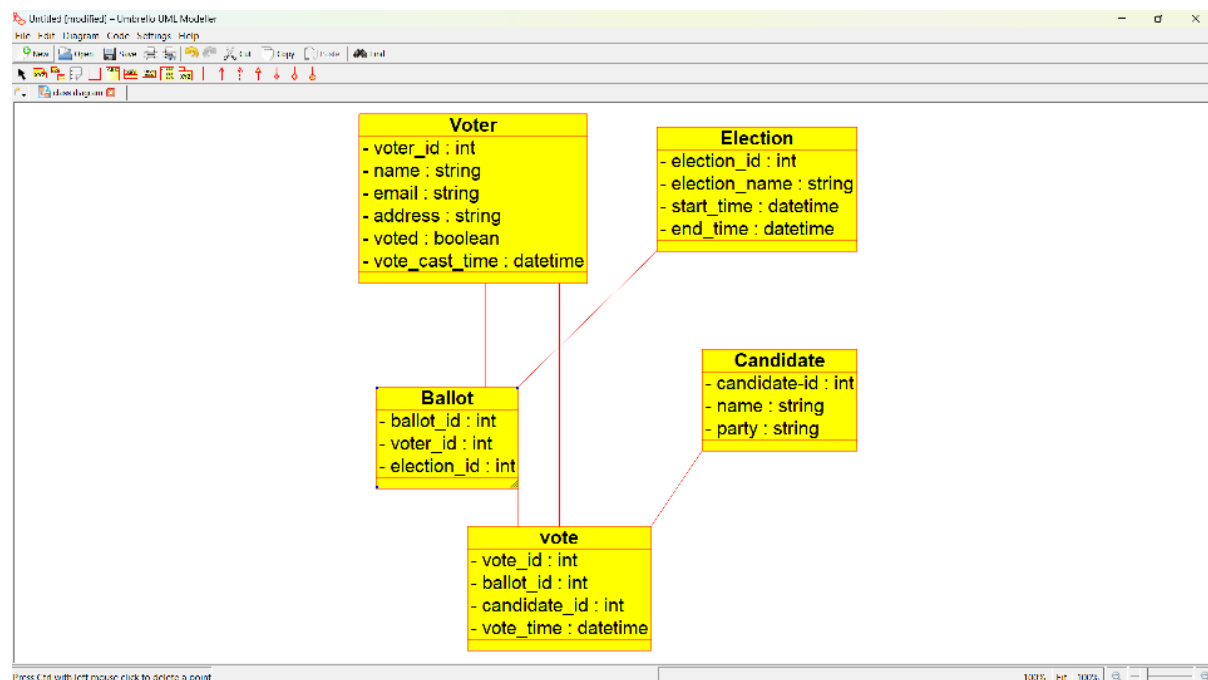 Untitled [modified] – Umbrello UML Modeller
File Edit Diagram Code Settings Help
New Open Save Cut Copy Paste Find
class diagram
Voter
- voter_id : int
- name : string
- email : string
- address : string
- voted : boolean
- vote_cast_time : datetime
Election
- election_id : int
- election_name : string
- start_time : datetime
- end_time : datetime
Ballot
- ballot_id : int
- voter_id : int
- election_id : int
Candidate
- candidate-id : int
- name : string
- party : string
vote
- vote_id : int
- ballot_id : int
- candidate_id : int
- vote_time : datetime
Press Ctrl with left mouse click to delete a point
100% Fit 100%